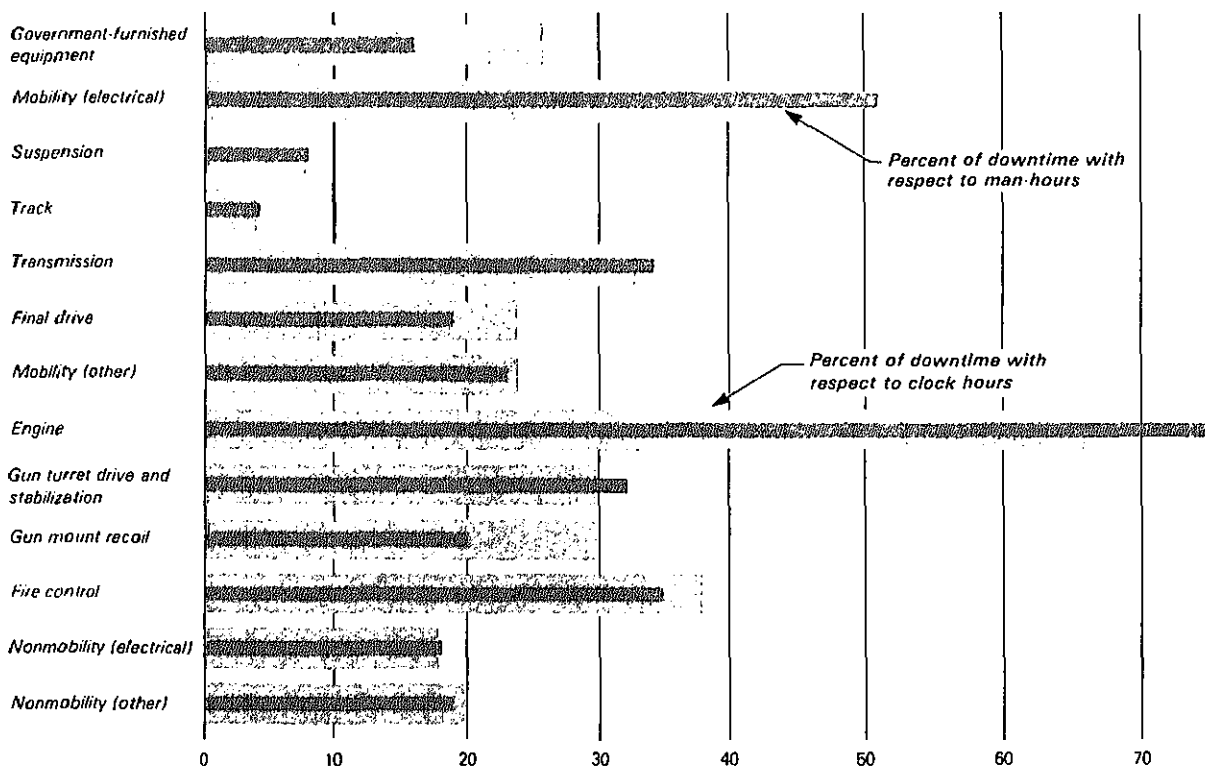 Government-furnished
equipment
Mobility (electrical)
Percent of downtime with
respect to man-hours
Suspension
Track
Transmission
Final drive
Percent of downtime with
respect to clock hours
Mobility (other)
Engine
Gun turret drive and
stabilization
Gun mount recoil
Fire control
Nonmobility (electrical)
Nonmobility (other)
0 10 20 30 40 50 60 70